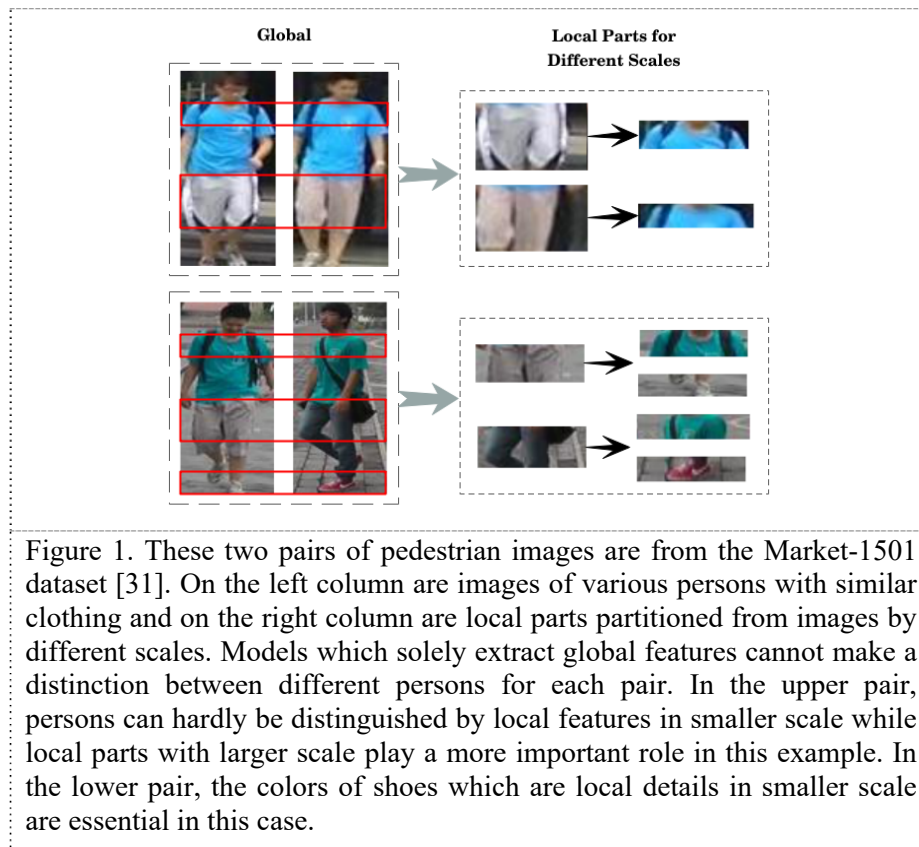 Global
Local Parts for
Different Scales
Figure 1. These two pairs of pedestrian images are from the Market-1501
dataset [31]. On the left column are images of various persons with similar
clothing and on the right column are local parts partitioned from images by
different scales. Models which solely extract global features cannot make a
distinction between different persons for each pair. In the upper pair,
persons can hardly be distinguished by local features in smaller scale while
local parts with larger scale play a more important role in this example. In
the lower pair, the colors of shoes which are local details in smaller scale
are essential in this case.